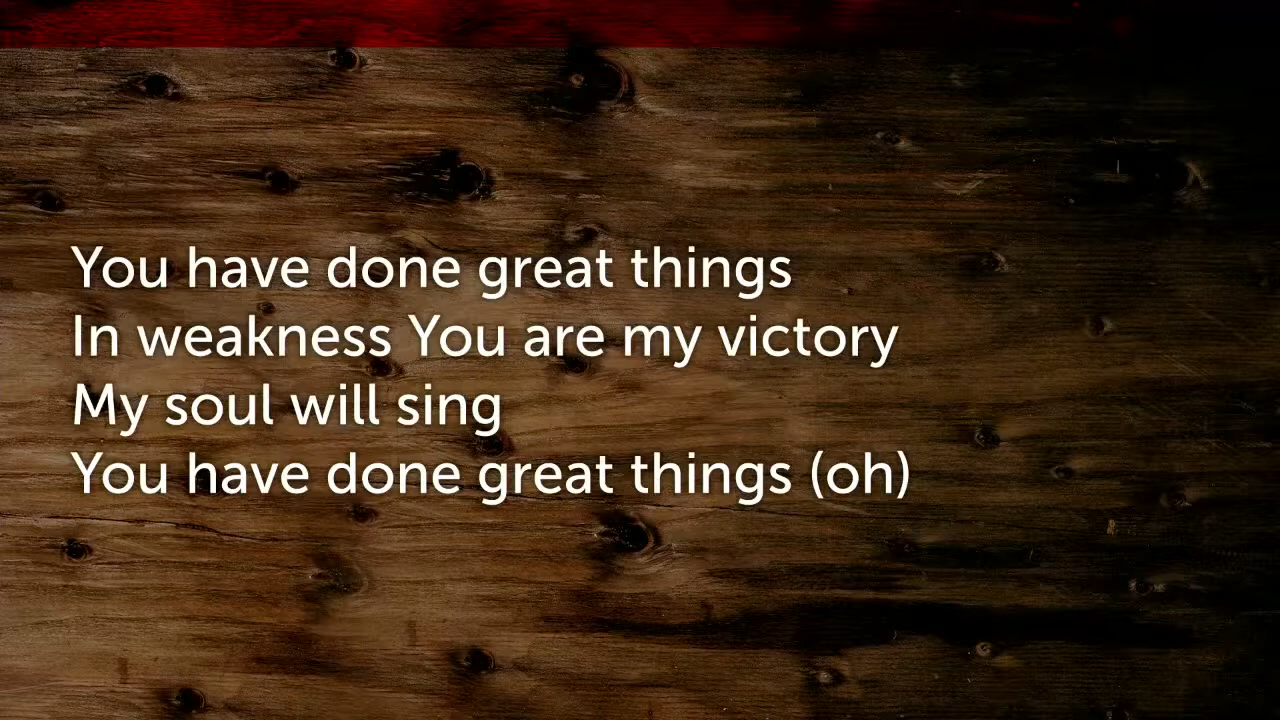 You have done great things
In weakness You are my victory
My soul will sing
You have done great things (oh)